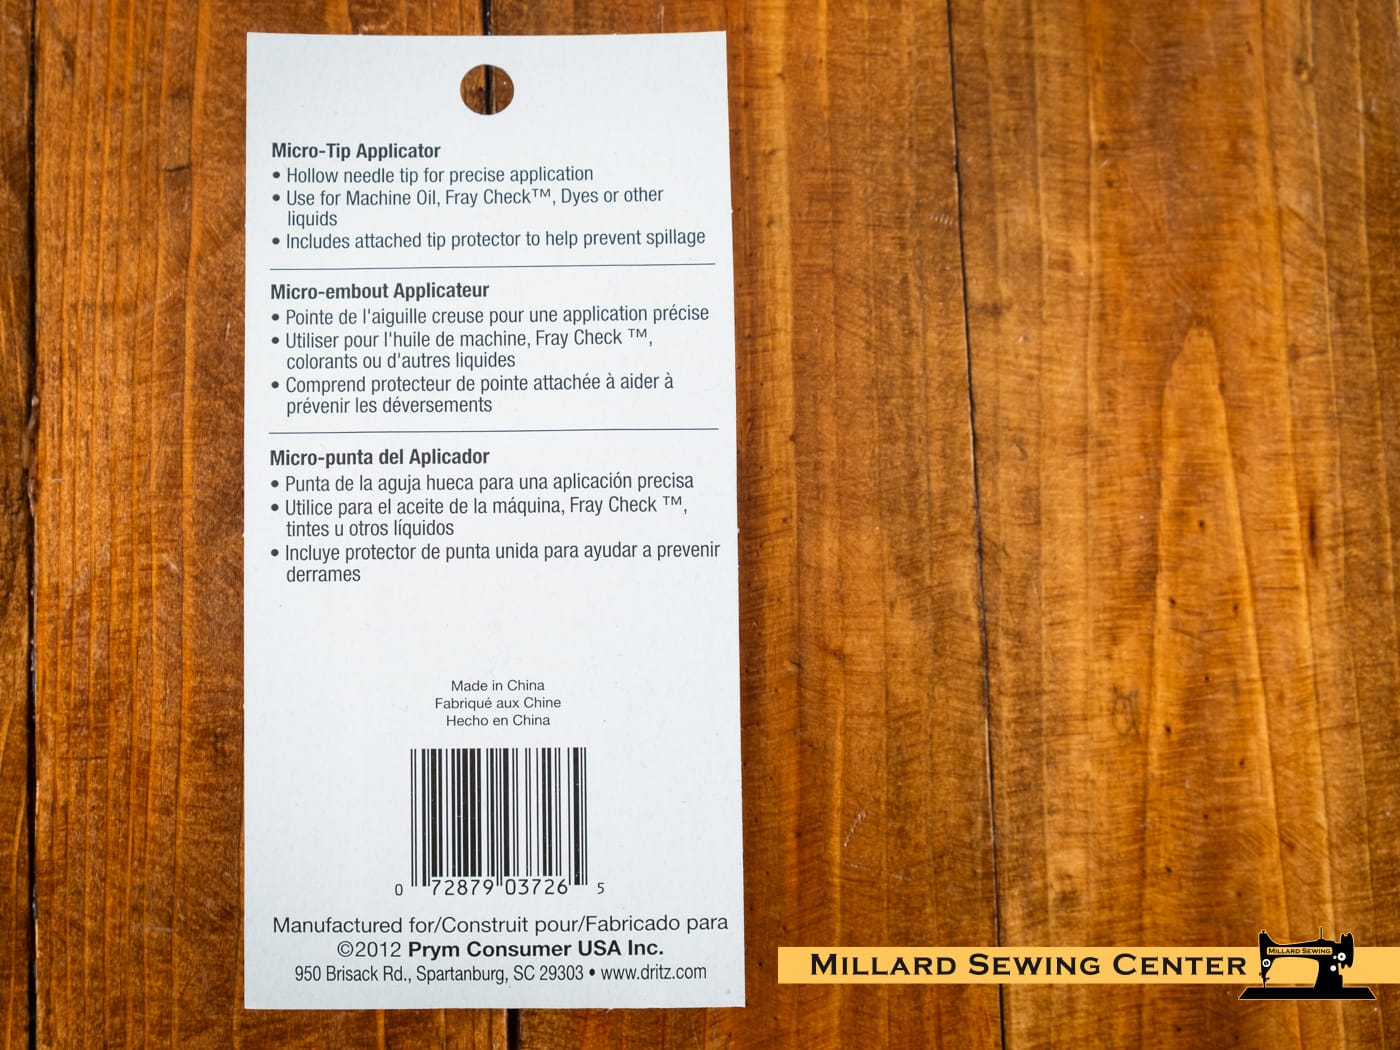 Micro-Tip Applicator
• Hollow needle tip for precise application
• Use for Machine Oil, Fray Check™, Dyes or other
liquids
• Includes attached tip protector to help prevent spillage
Micro-embout Applicateur
• Pointe de l'aiguille creuse pour une application précise
• Utiliser pour l'huile de machine, Fray Check ™,
colorants ou d'autres liquides
• Comprend protecteur de pointe attachée à aider à
prévenir les déversements
Micro-punta del Aplicador
• Punta de la aguja hueca para una aplicación precisa
• Utilice para el aceite de la máquina, Fray Check ™,
tintes u otros líquidos
• Incluye protector de punta unida para ayudar a prevenir
derrames
Made in China
Fabriqué aux Chine
Hecho en China
0 72879 03726 5
Manufactured for/Construit pour/Fabricado para
©2012 Prym Consumer USA Inc.
950 Brisack Rd., Spartanburg, SC 29303 • www.dritz.com
Millard Sewing Center
Millard Sewing